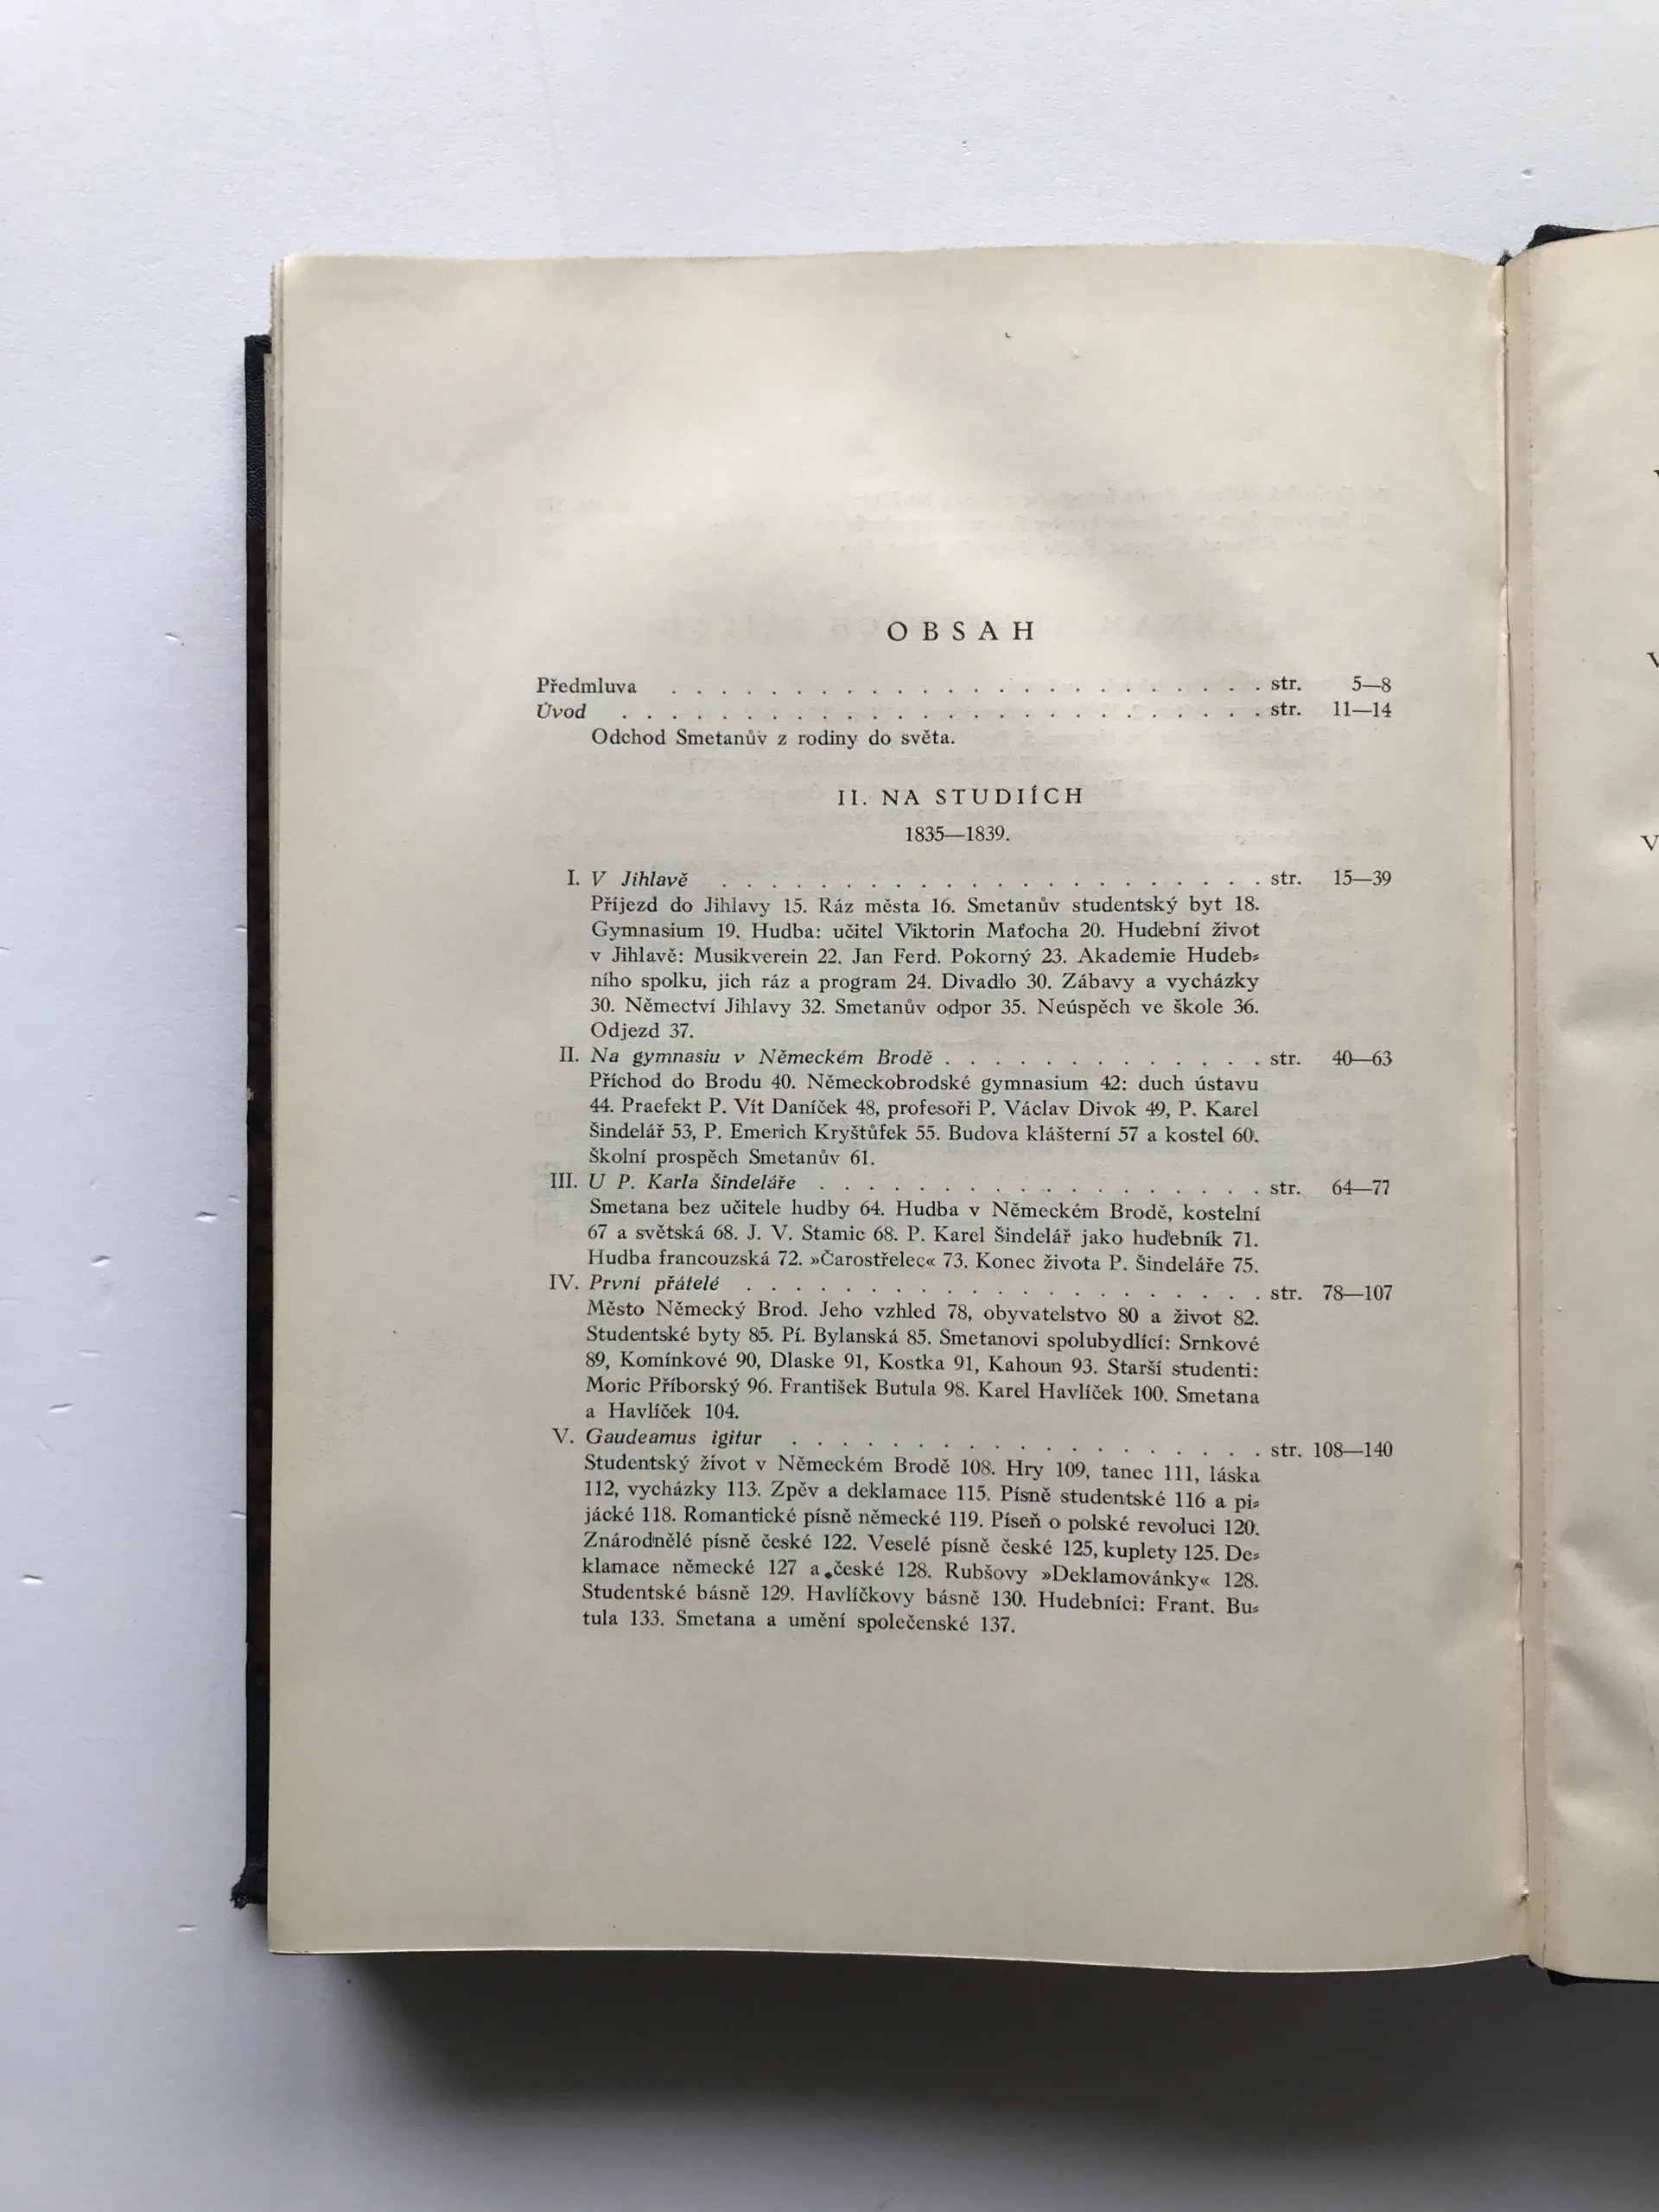 OBSAH
Předmluva . . . . . . . . . . . . . . . . . . . . . . . . str. 5—8
Úvod . . . . . . . . . . . . . . . . . . . . . . . . . . str. 11—14
Odchod Smetanův z rodiny do světa.
II. NA STUDIÍCH
1835—1839.
I. V Jihlavě . . . . . . . . . . . . . . . . . . . . . . str. 15—39
Příjezd do Jihlavy 15. Ráz města 16. Smetanův studentský byt 18.
Gymnasium 19. Hudba: učitel Viktorin Maťocha 20. Hudební život
v Jihlavě: Musikverein 22. Jan Ferd. Pokorný 23. Akademie Hudeb⸗
ního spolku, jich ráz a program 24. Divadlo 30. Zábavy a vycházky
30. Němectví Jihlavy 32. Smetanův odpor 35. Neúspěch ve škole 36.
Odjezd 37.
II. Na gymnasiu v Německém Brodě . . . . . . . . . . . . . str. 40—63
Příchod do Brodu 40. Německobrodské gymnasium 42: duch ústavu
44. Praefekt P. Vít Daníček 48, profesoři P. Václav Divok 49, P. Karel
Šindelář 53, P. Emerich Kryštůfek 55. Budova klášterní 57 a kostel 60.
Školní prospěch Smetanův 61.
III. U P. Karla Šindeláře . . . . . . . . . . . . . . . . . . str. 64—77
Smetana bez učitele hudby 64. Hudba v Německém Brodě, kostelní
67 a světská 68. J. V. Stamic 68. P. Karel Šindelář jako hudebník 71.
Hudba francouzská 72. »Čarostřelec« 73. Konec života P. Šindeláře 75.
IV. První přátelé . . . . . . . . . . . . . . . . . . . . . str. 78—107
Město Německý Brod. Jeho vzhled 78, obyvatelstvo 80 a život 82.
Studentské byty 85. Pí. Bylanská 85. Smetanovi spolubydlící: Srnkové
89, Komínkové 90, Dlaske 91, Kostka 91, Kahoun 93. Starší studenti:
Moric Příborský 96. František Butula 98. Karel Havlíček 100. Smetana
a Havlíček 104.
V. Gaudeamus igitur . . . . . . . . . . . . . . . . . . . str. 108—140
Studentský život v Německém Brodě 108. Hry 109, tanec 111, láska
112, vycházky 113. Zpěv a deklamace 115. Písně studentské 116 a pi⸗
jácké 118. Romantické písně německé 119. Píseň o polské revoluci 120.
Znárodnělé písně české 122. Veselé písně české 125, kuplety 125. De⸗
klamace německé 127 a české 128. Rubšovy »Deklamovánky« 128.
Studentské básně 129. Havlíčkovy básně 130. Hudebníci: Frant. Bu⸗
tula 133. Smetana a umění společenské 137.